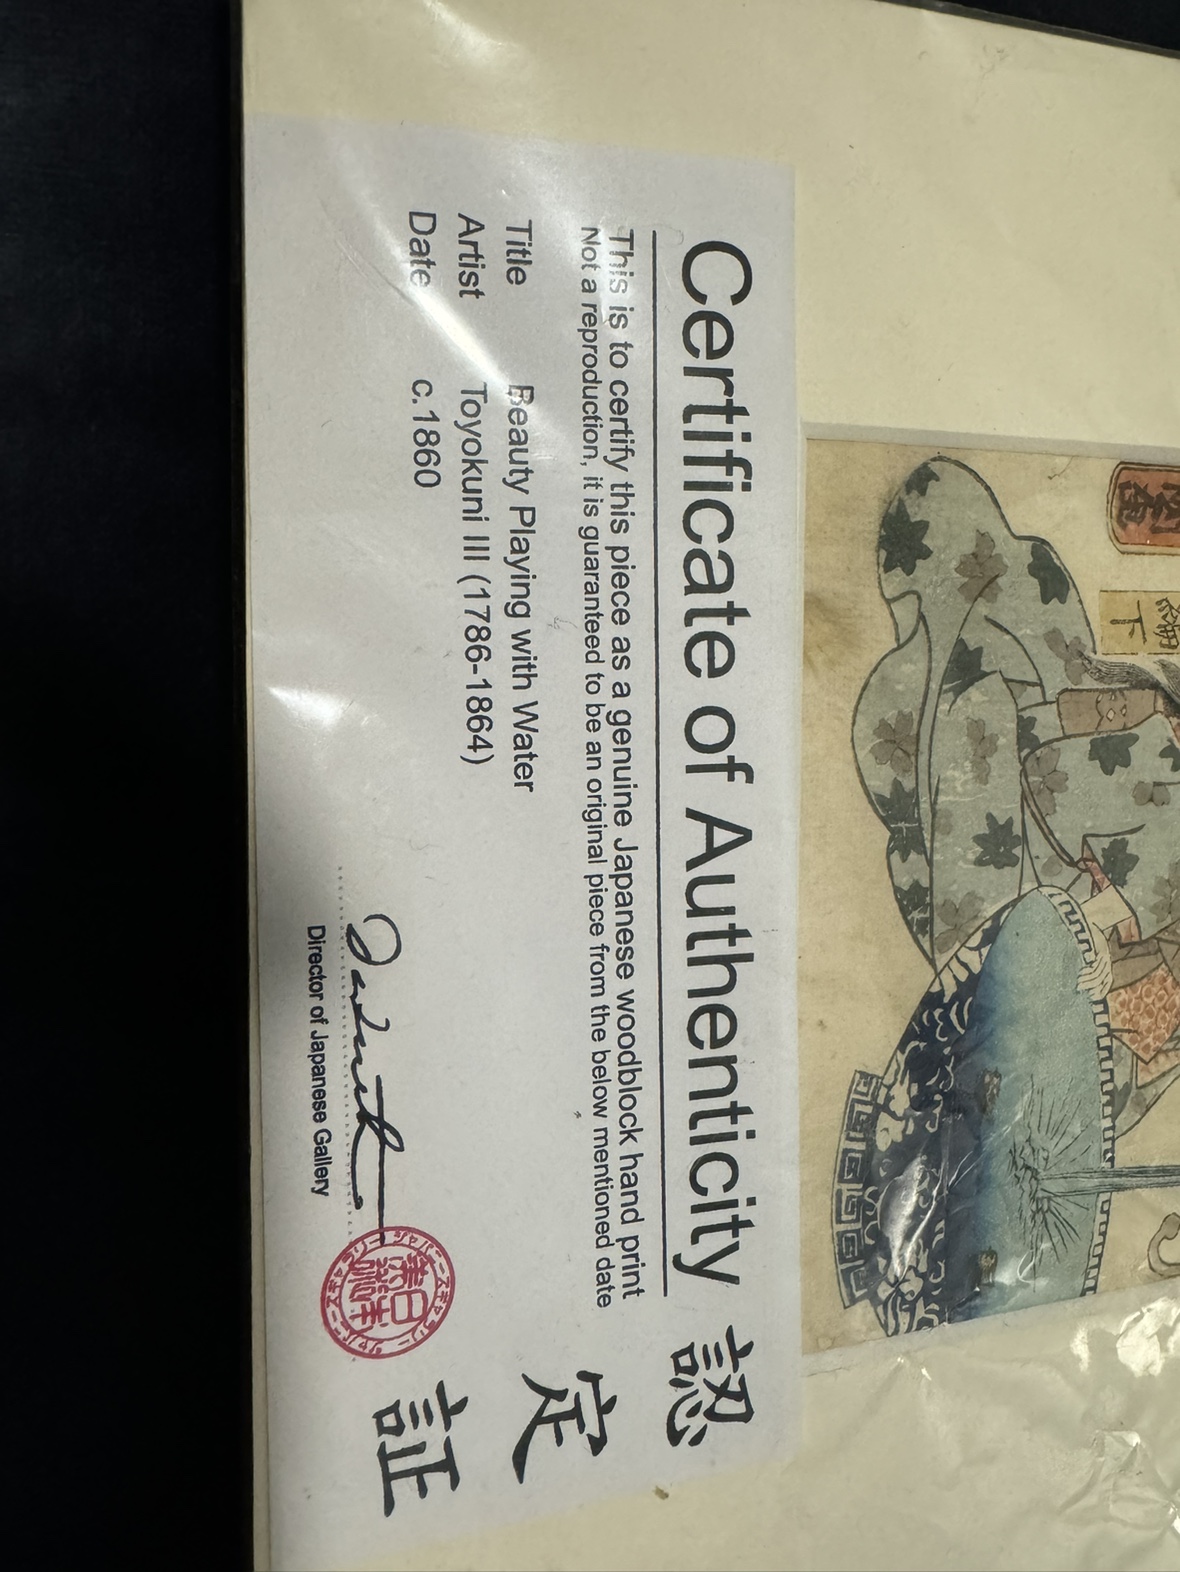 Certificate of Authenticity
This is to certify this piece as a genuine Japanese woodblock hand print
Not a reproduction, it is guaranteed to be an original piece from the below mentioned date
Title Beauty Playing with Water
Artist Toyokuni III (1786-1864)
Date c.1860
Director of Japanese Gallery
認定証